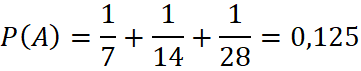 P(A) = 1/7 + 1/14 + 1/28 = 0,125